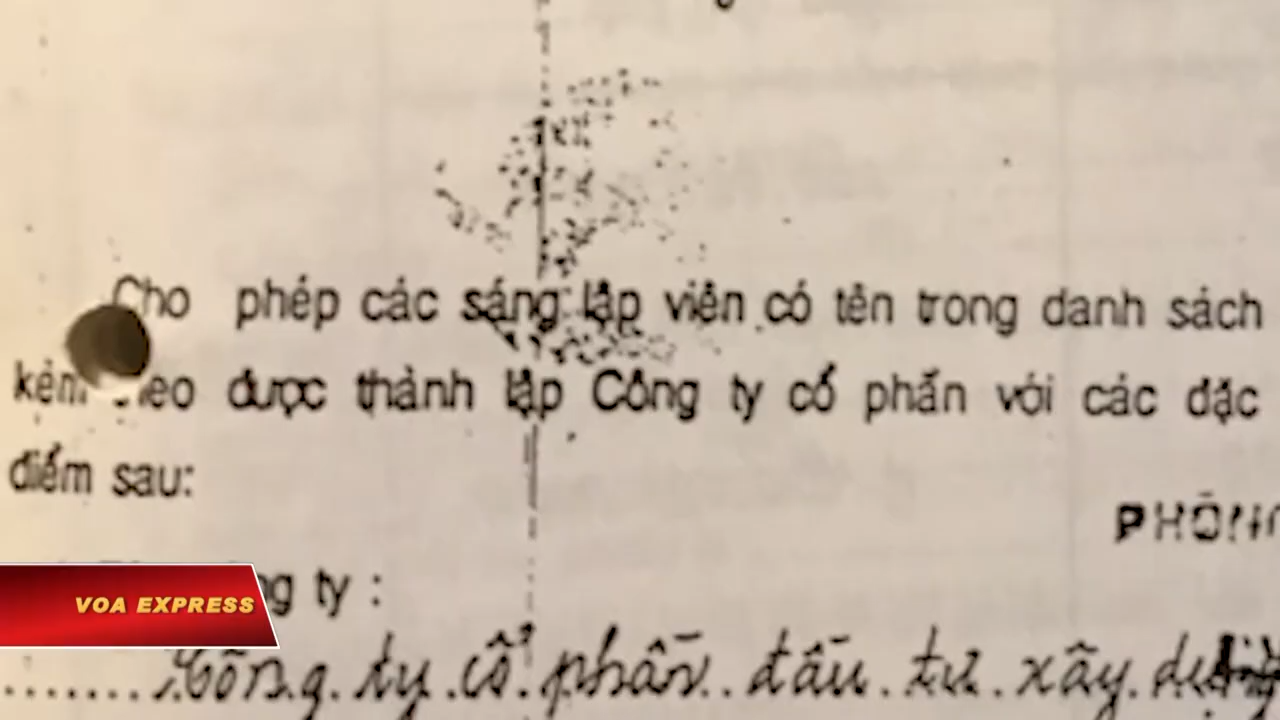 Cho phép các sáng lập viên có tên trong danh sách
kèm theo được thành lập Công ty cổ phần với các đặc
điểm sau:
PHÒNG
ty :
VOA EXPRESS
Công ty cổ phần đầu tư xây dựng